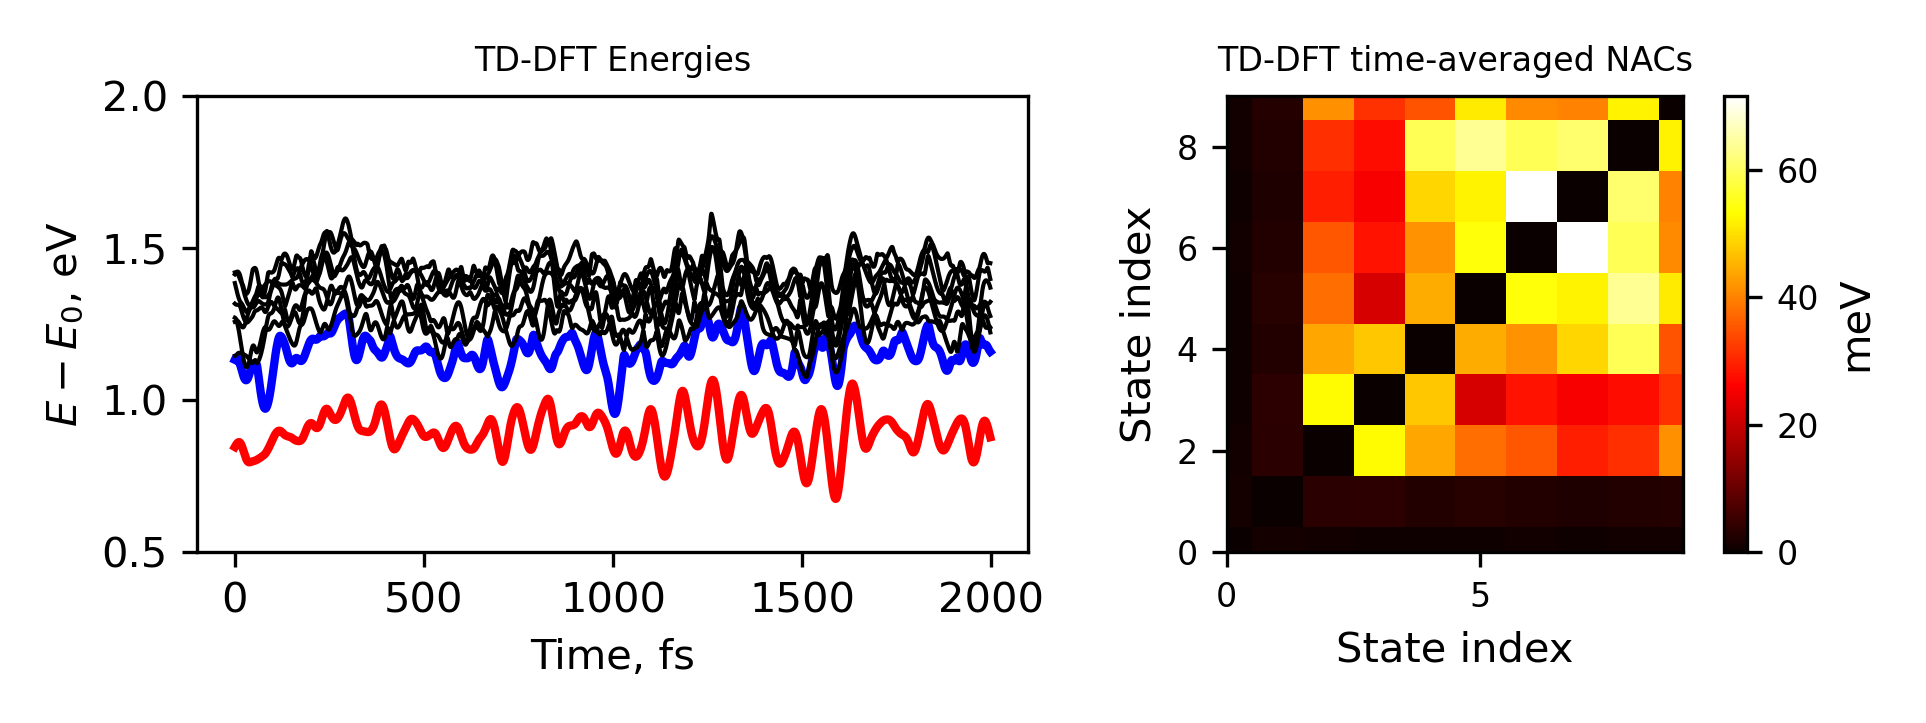 TD-DFT Energies
2.0
1.5
1.0
0.5
E − E₀, eV
0 500 1000 1500 2000
Time, fs
TD-DFT time-averaged NACs
8
6
4
2
0
State index
0 5
State index
60
40
20
0
meV